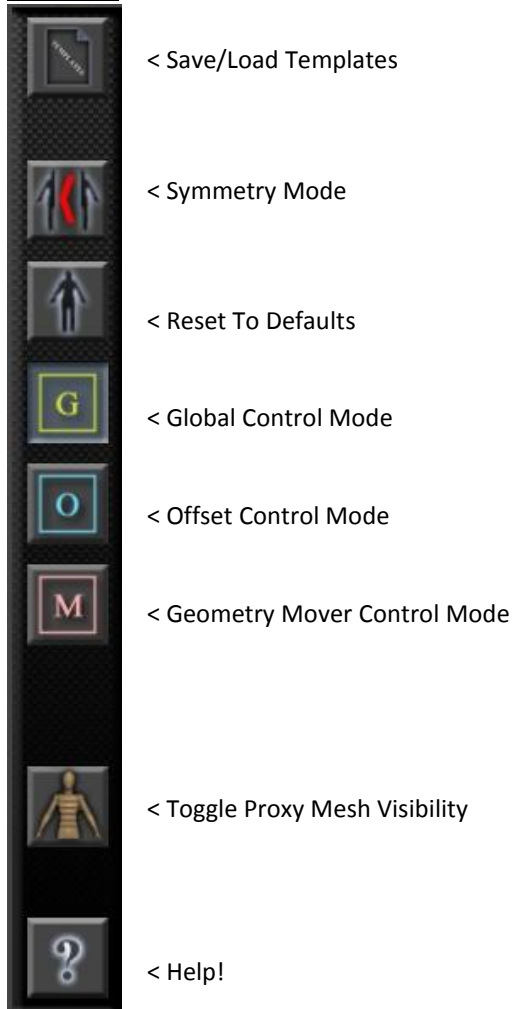 TEMPLATES
< Save/Load Templates
< Symmetry Mode
< Reset To Defaults
G
< Global Control Mode
O
< Offset Control Mode
M
< Geometry Mover Control Mode
< Toggle Proxy Mesh Visibility
?
< Help!